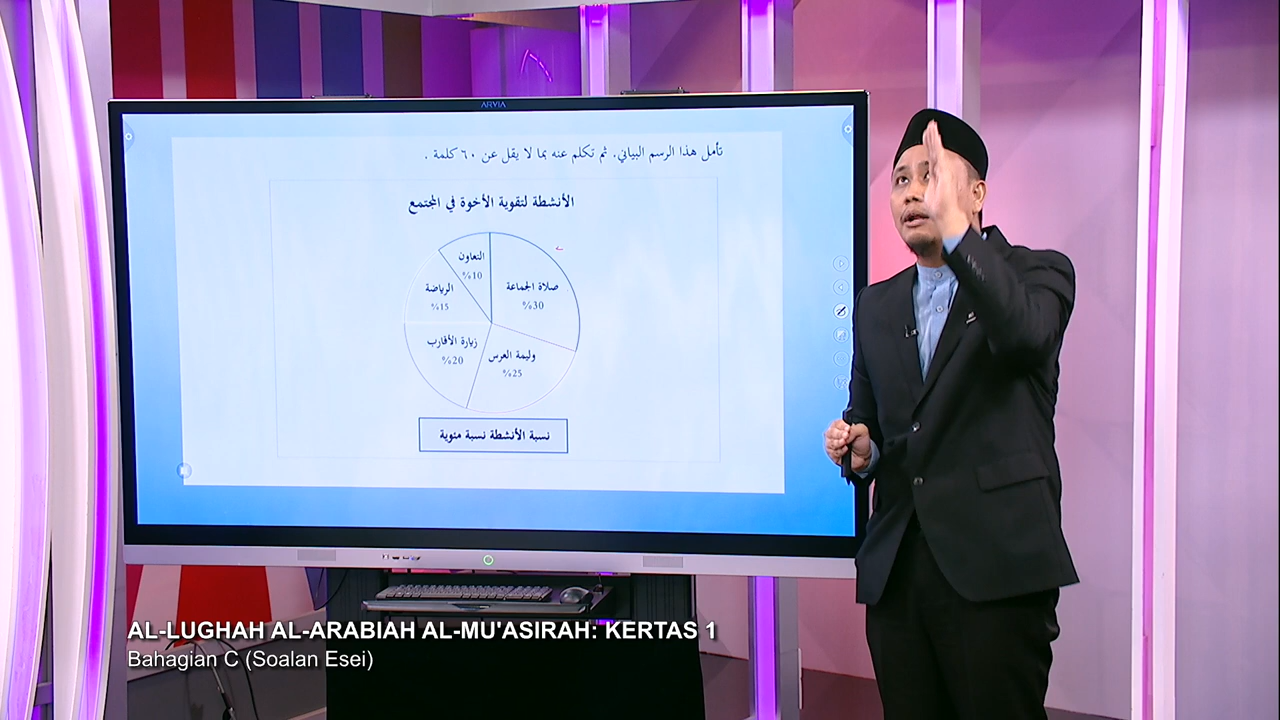 ARVIA
تأمل هذا الرسم البياني. ثم تكلم عنه بما لا يقل عن ٦٠ كلمة .
الأنشطة لتقوية الأخوة في المجتمع
التعاون
%10
صلاة الجماعة
%30
الرياضة
%15
زيارة الأقارب
%20
وليمة العرس
%25
نسبة الأنشطة نسبة مئوية
AL-LUGHAH AL-ARABIAH AL-MU'ASIRAH: KERTAS 1
Bahagian C (Soalan Esei)